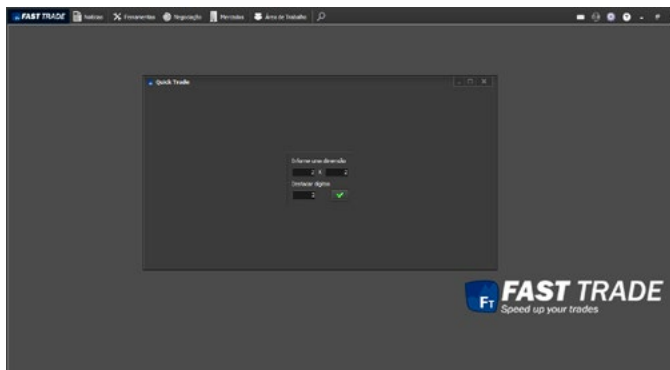 FAST TRADE Notícias Ferramentas Negociação Mercados Área de Trabalho
Quick Trade
Informe uma dimensão
2 X 2
Destacar dígitos
2
FT FAST TRADE
Speed up your trades